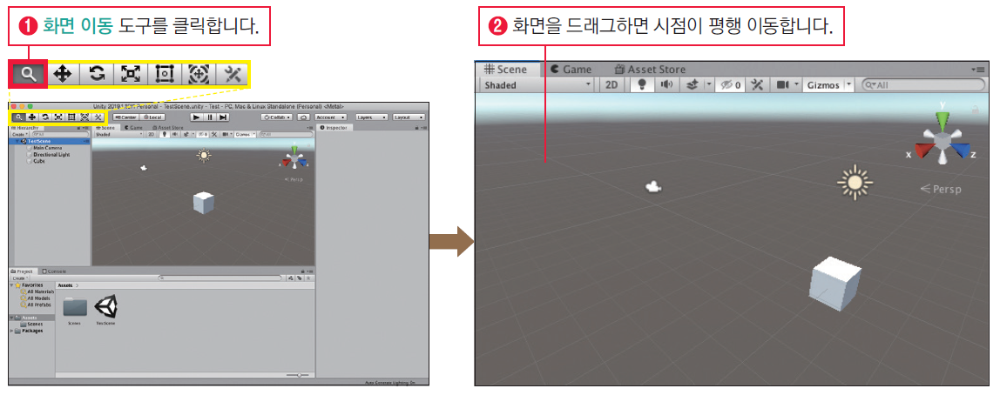 1 화면 이동 도구를 클릭합니다.
2 화면을 드래그하면 시점이 평행 이동합니다.
Unity 2019 Personal - TestScene.unity - Test - PC, Mac & Linux Standalone (Personal) <Metal>
Center Local Collab Account Layers Layout
Hierarchy
Create All
TestScene
Main Camera
Directional Light
Cube
Scene Game Asset Store
Shaded 2D 0 Gizmos All
y
x z
Persp
Inspector
Project Console
Create
Favorites
All Materials
All Models
All Prefabs
Assets
Scenes
Packages
Assets
Scenes TestScene
Auto Generate Lighting On
Scene Game Asset Store
Shaded 2D 0 Gizmos All
y
x z
Persp